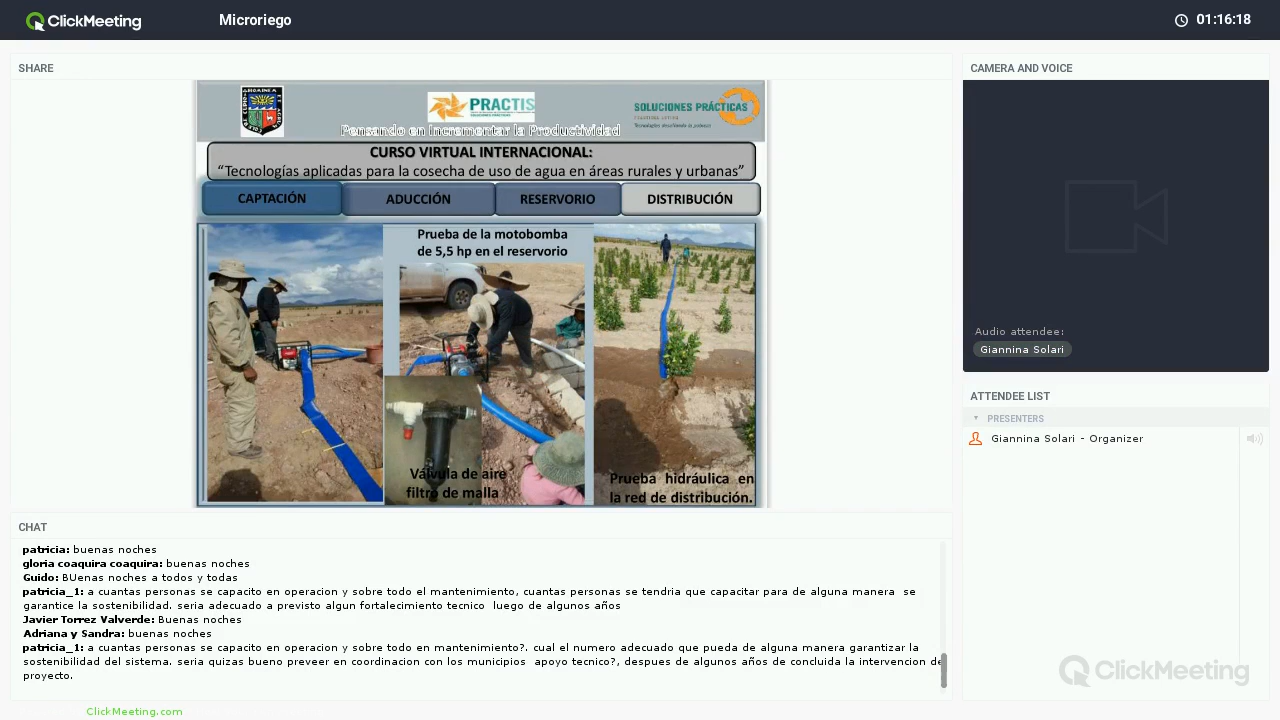 ClickMeeting
Microriego
01:16:18
SHARE
PRACTIS
SOLUCIONES PRÁCTICAS
Tecnologías desafiando la pobreza
Pensando en Incrementar la Productividad
CURSO VIRTUAL INTERNACIONAL:
“Tecnologías aplicadas para la cosecha de uso de agua en áreas rurales y urbanas”
CAPTACIÓN
ADUCCIÓN
RESERVORIO
DISTRIBUCIÓN
Prueba de la motobomba
de 5,5 hp en el reservorio
Válvula de aire
filtro de malla
Prueba hidráulica en
la red de distribución.
CAMERA AND VOICE
Audio attendee:
Giannina Solari
ATTENDEE LIST
PRESENTERS
Giannina Solari - Organizer
CHAT
patricia: buenas noches
gloria coaquira coaquira: buenas noches
Guido: BUenas noches a todos y todas
patricia_1: a cuantas personas se capacito en operacion y sobre todo el mantenimiento, cuantas personas se tendria que capacitar para de alguna manera se
garantice la sostenibilidad. seria adecuado a previsto algun fortalecimiento tecnico luego de algunos años
Javier Torrez Valverde: Buenas noches
Adriana y Sandra: buenas noches
patricia_1: a cuantas personas se capacito en operacion y sobre todo en mantenimiento?. cual el numero adecuado que pueda de alguna manera garantizar la
sostenibilidad del sistema. seria quizas bueno preveer en coordinacion con los municipios apoyo tecnico?, despues de algunos años de concluida la intervencion de
proyecto.
ClickMeeting
ClickMeeting.com